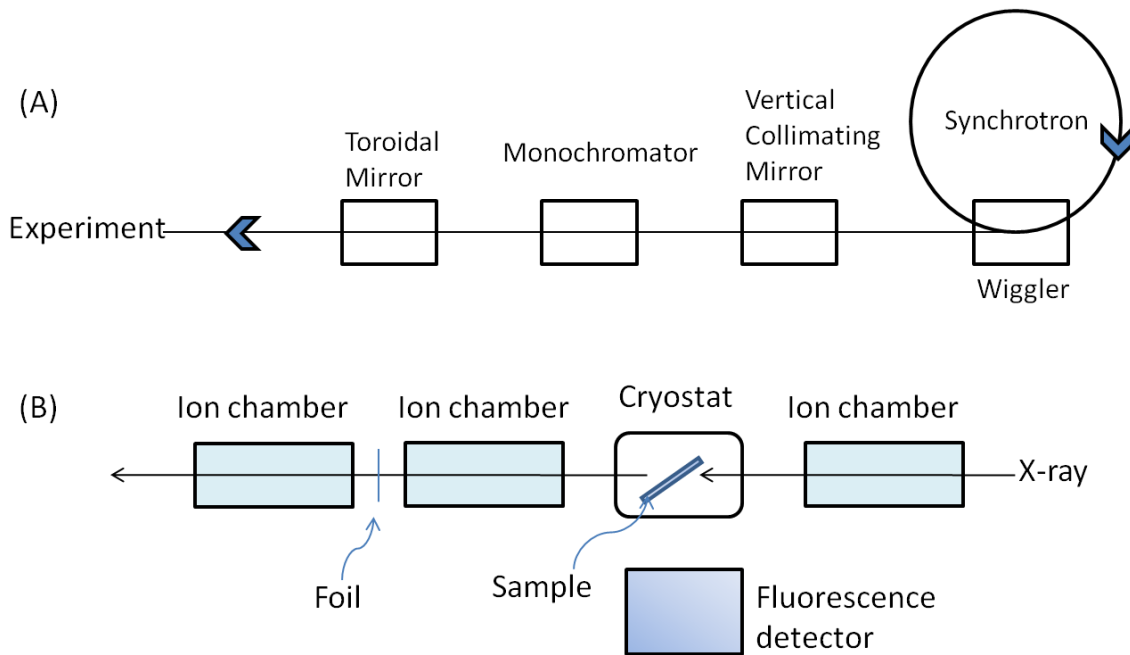 (A)
Experiment
Toroidal
Mirror
Monochromator
Vertical
Collimating
Mirror
Synchrotron
Wiggler
(B)
Ion chamber
Ion chamber
Cryostat
Ion chamber
X-ray
Foil
Sample
Fluorescence
detector